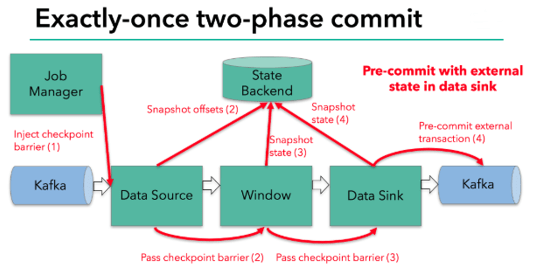 Exactly-once two-phase commit
Job
Manager
State
Backend
Pre-commit with external
state in data sink
Snapshot offsets (2)
Snapshot
state (4)
Inject checkpoint
barrier (1)
Snapshot
state (3)
Pre-commit external
transaction (4)
Kafka
Data Source
Window
Data Sink
Kafka
Pass checkpoint barrier (2)
Pass checkpoint barrier (3)